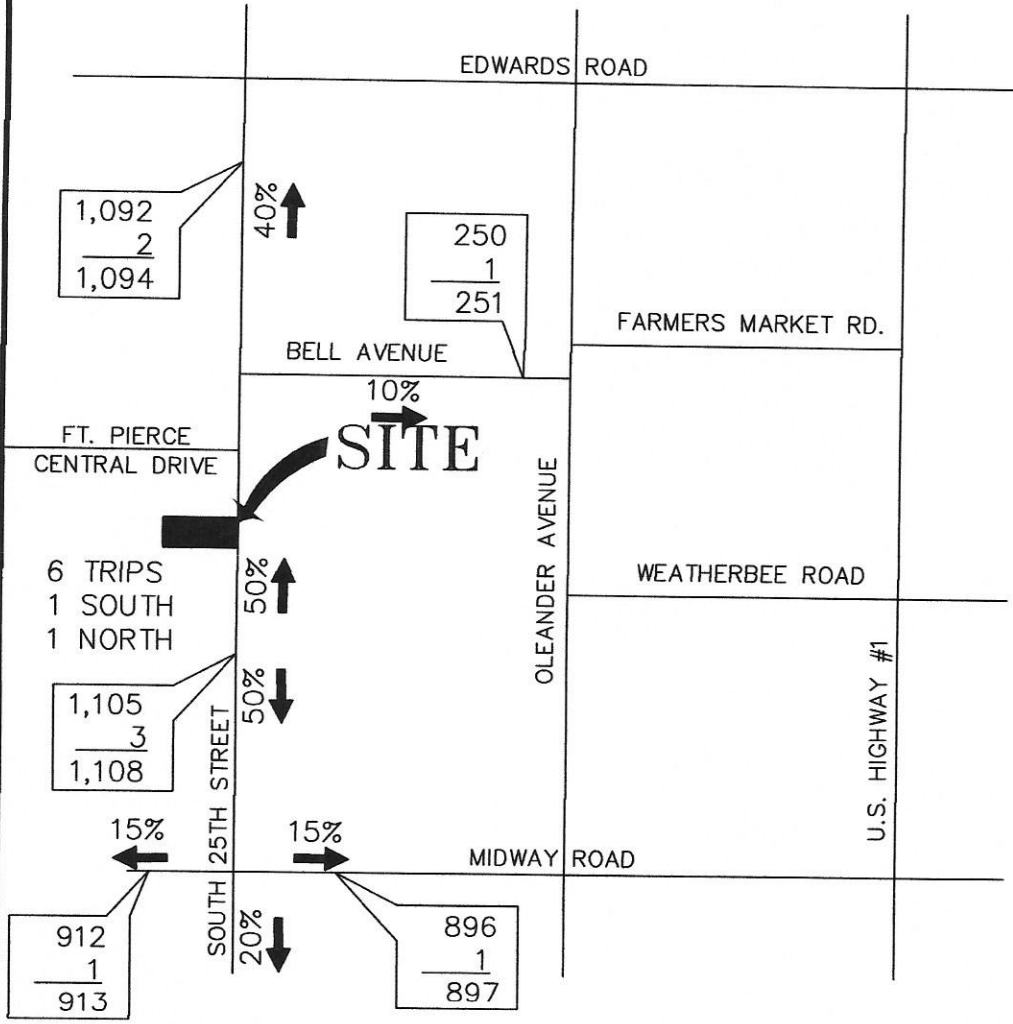 EDWARDS ROAD
1,092
2
1,094
40%
250
1
251
FARMERS MARKET RD.
BELL AVENUE
10%
FT. PIERCE
CENTRAL DRIVE
SITE
6 TRIPS
1 SOUTH
1 NORTH
50%
OLEANDER AVENUE
WEATHERBEE ROAD
1,105
3
1,108
50%
SOUTH 25TH STREET
U.S. HIGHWAY #1
15%
15%
MIDWAY ROAD
912
1
913
20%
896
1
897